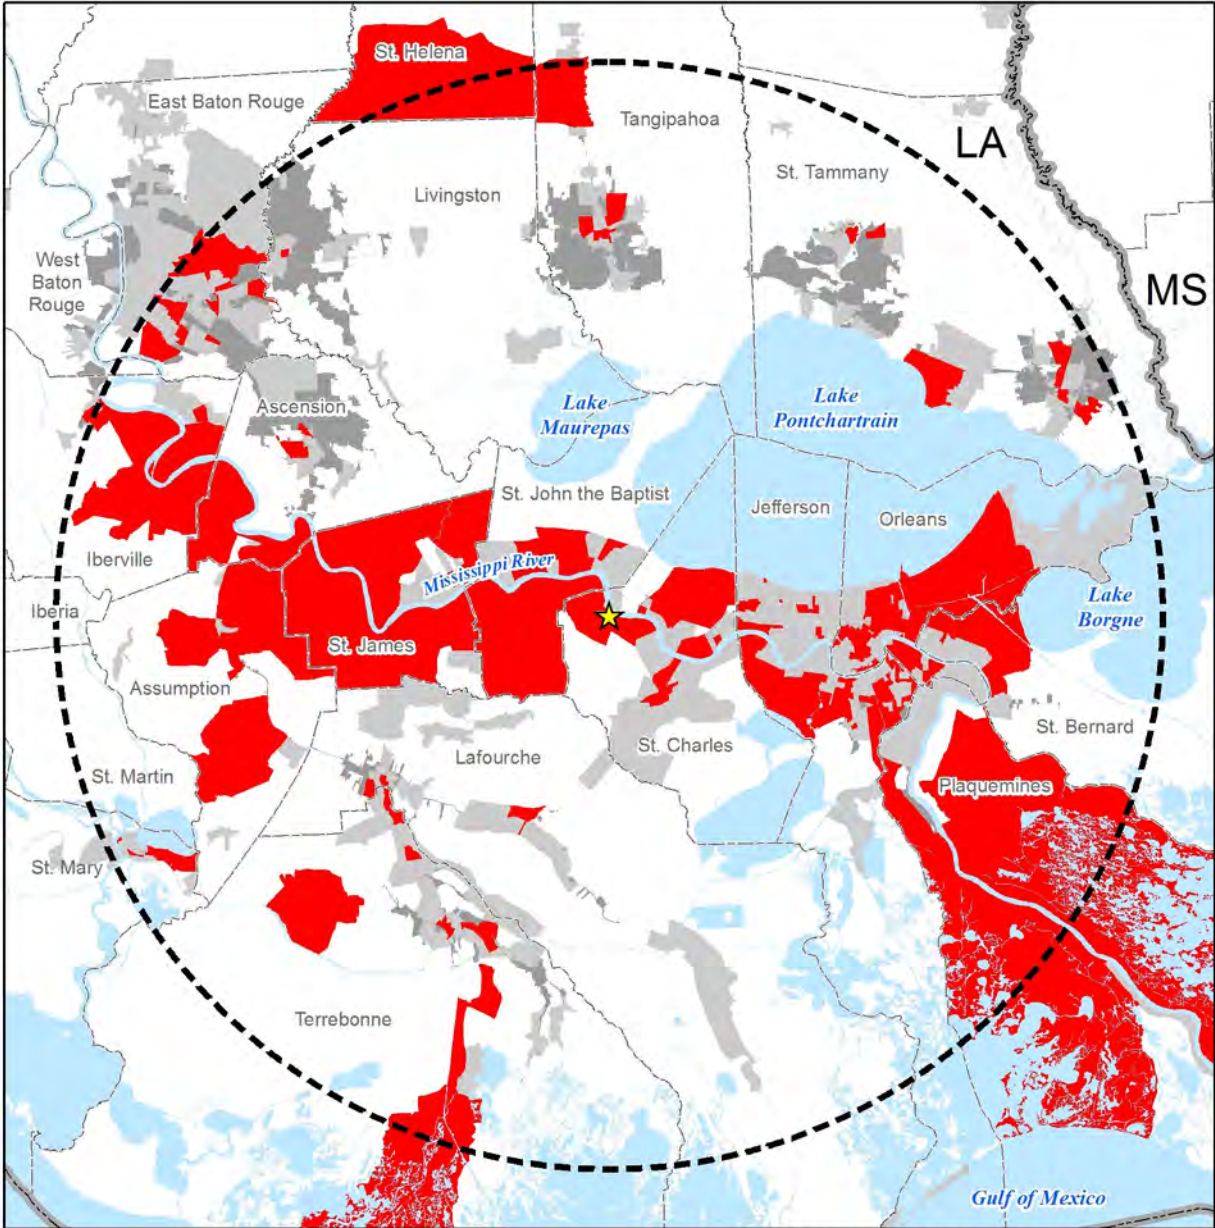 St. Helena
East Baton Rouge
Tangipahoa
LA
St. Tammany
Livingston
West
Baton
Rouge
MS
Lake
Maurepas
Lake
Pontchartrain
Ascension
St. John the Baptist
Jefferson
Orleans
Iberville
Mississippi River
Iberia
Lake
Borgne
St. James
Assumption
St. Bernard
St. Charles
Lafourche
St. Martin
Plaquemines
St. Mary
Terrebonne
Gulf of Mexico